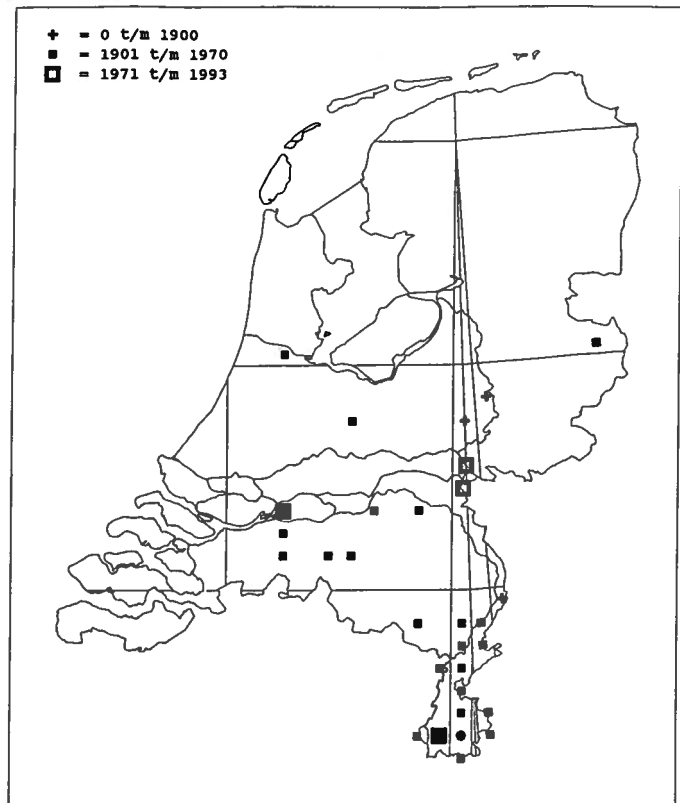 = 0 t/m 1900
= 1901 t/m 1970
= 1971 t/m 1993